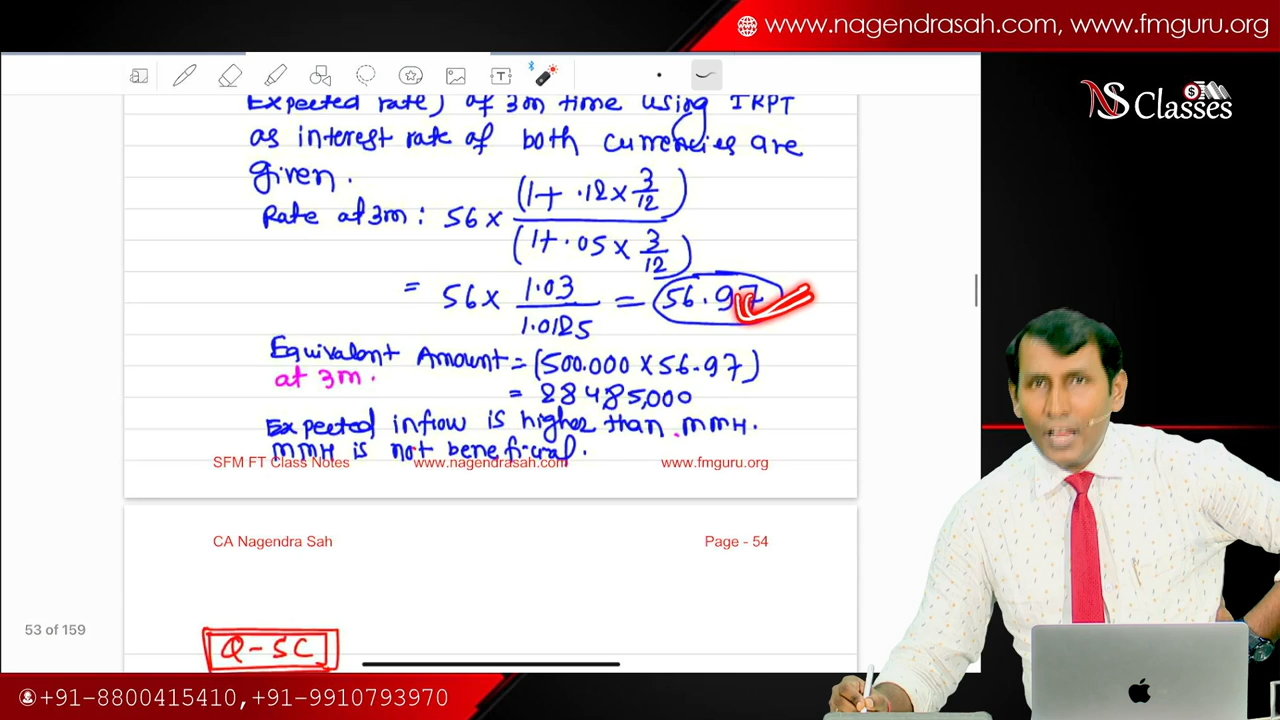 www.nagendrasah.com, www.fmguru.org
NS Classes
Expected rate) of 3m time using IRPT
as interest rate of both currencies are
given.
Rate at 3m : 56 × (1 + .12 × 3/12) / (1 + .05 × 3/12)
= 56 × 1.03 / 1.0125 = 56.97
Equivalent Amount = (500.000 × 56.97)
at 3m.
= 28485,000
Expected inflow is higher than MMH.
MMH is not beneficial.
SFM FT Class Notes www.nagendrasah.com www.fmguru.org
CA Nagendra Sah Page - 54
53 of 159
Q - 5C
+91-8800415410,+91-9910793970